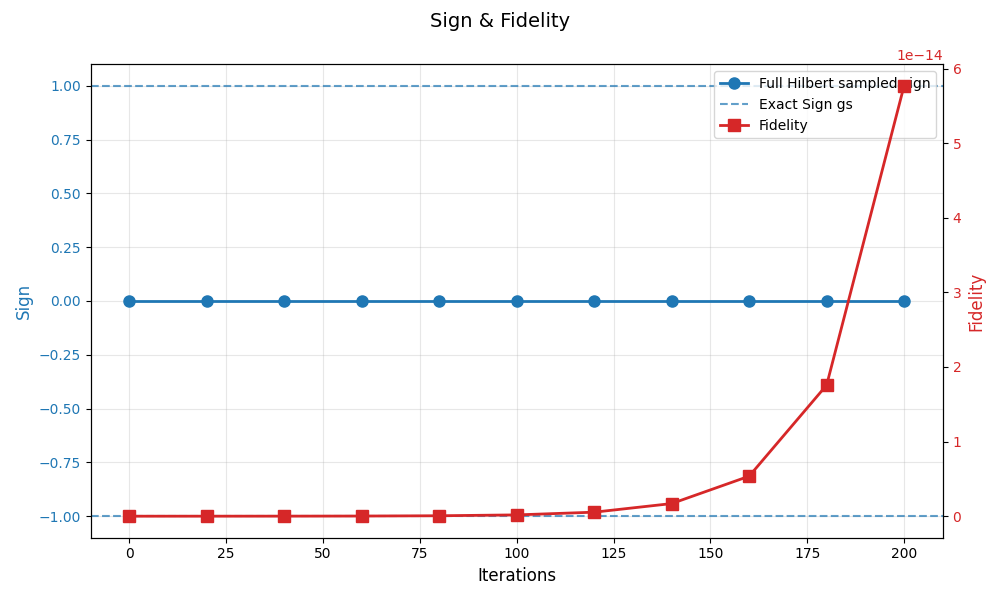 Sign & Fidelity
1e−14
Full Hilbert sampled sign
Exact Sign gs
Fidelity
1.00
0.75
0.50
0.25
0.00
−0.25
−0.50
−0.75
−1.00
Sign
6
5
4
3
2
1
0
Fidelity
0 25 50 75 100 125 150 175 200
Iterations